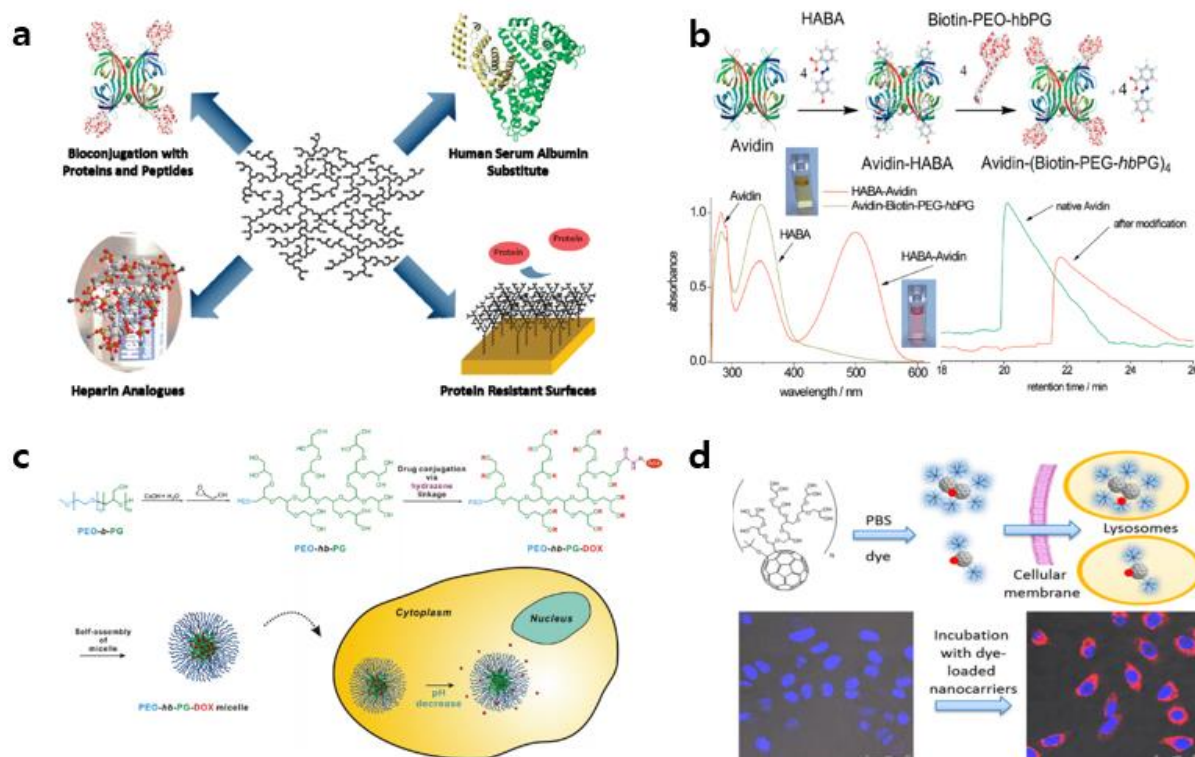 a
Bioconjugation with
Proteins and Peptides
Human Serum Albumin
Substitute
Heparin Analogues
Protein
Protein
Protein Resistant Surfaces
b
HABA
Biotin-PEO-hbPG
4
4
+ 4
Avidin
Avidin-HABA
Avidin-(Biotin-PEG-hbPG)4
Avidin
HABA-Avidin
Avidin-Biotin-PEG-hbPG
HABA
HABA-Avidin
native Avidin
after modification
absorbance
1.0
0.5
0.0
300
400
500
600
wavelength / nm
18
20
22
24
26
retention time / min
c
PEO-b-PG
PEO-hb-PG
Drug conjugation
via
hydrazone
linkage
PEO-hb-PG-DOX
Self-assembly
of
micelle
PEO-hb-PG-DOX micelle
Cytoplasm
Nucleus
pH
decrease
d
PBS
dye
Cellular
membrane
Lysosomes
Incubation
with dye-
loaded
nanocarriers